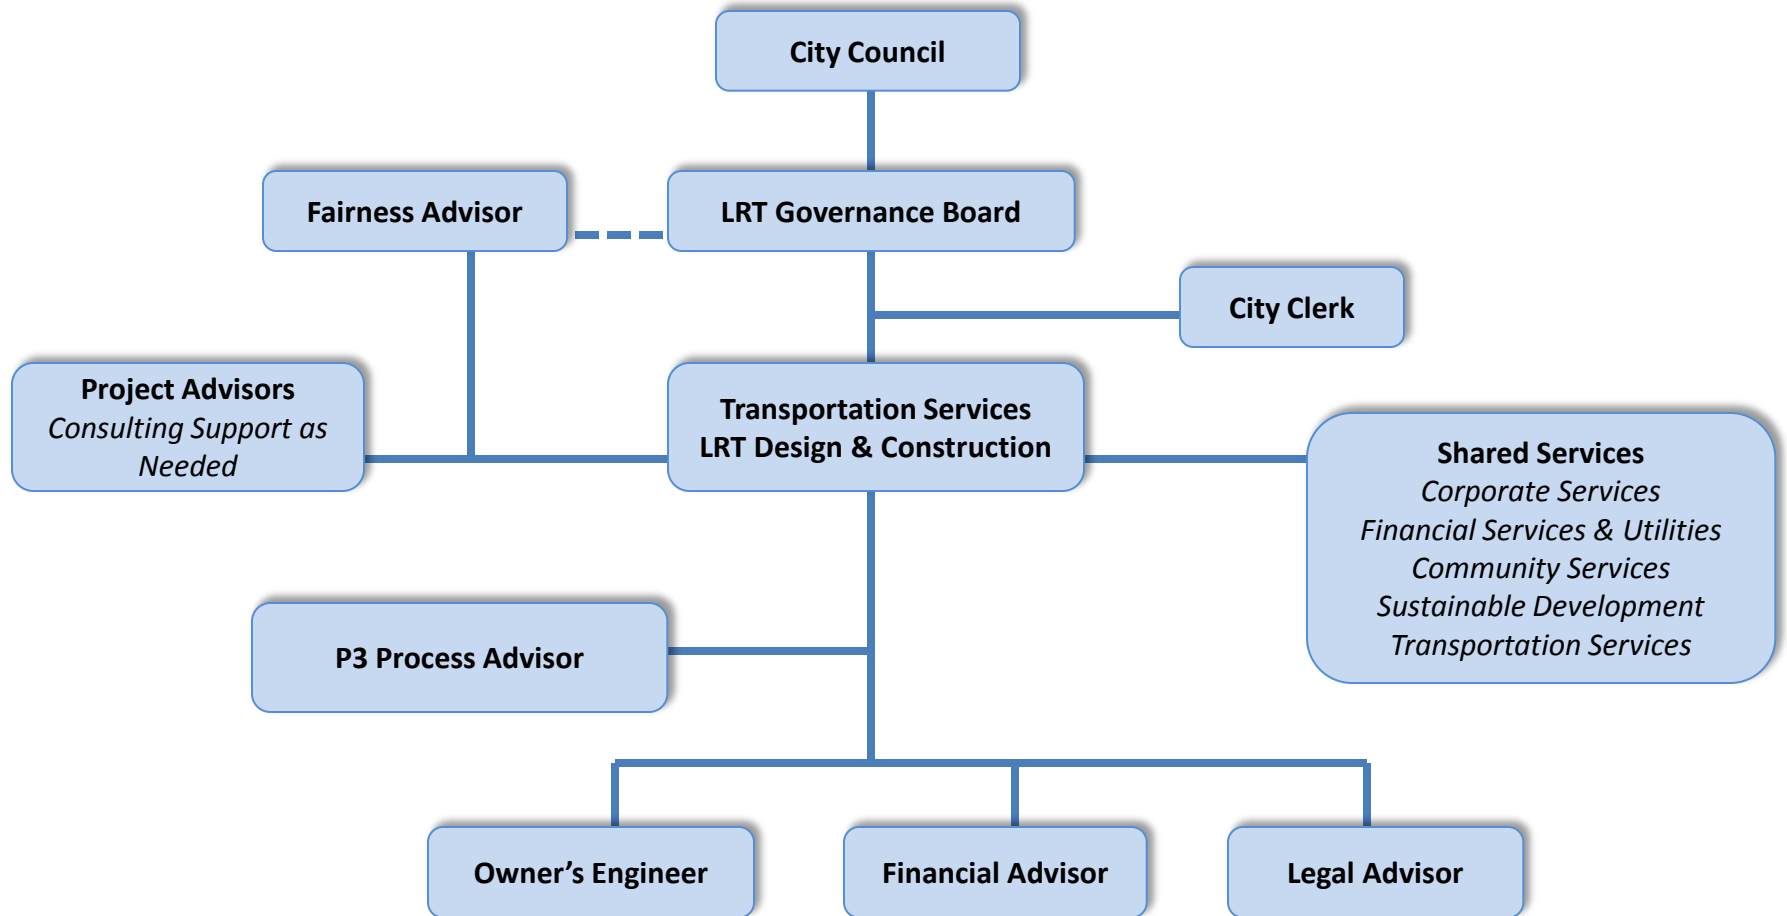 City Council
Fairness Advisor
LRT Governance Board
City Clerk
Project Advisors
Consulting Support as
Needed
Transportation Services
LRT Design & Construction
Shared Services
Corporate Services
Financial Services & Utilities
Community Services
Sustainable Development
Transportation Services
P3 Process Advisor
Owner’s Engineer
Financial Advisor
Legal Advisor